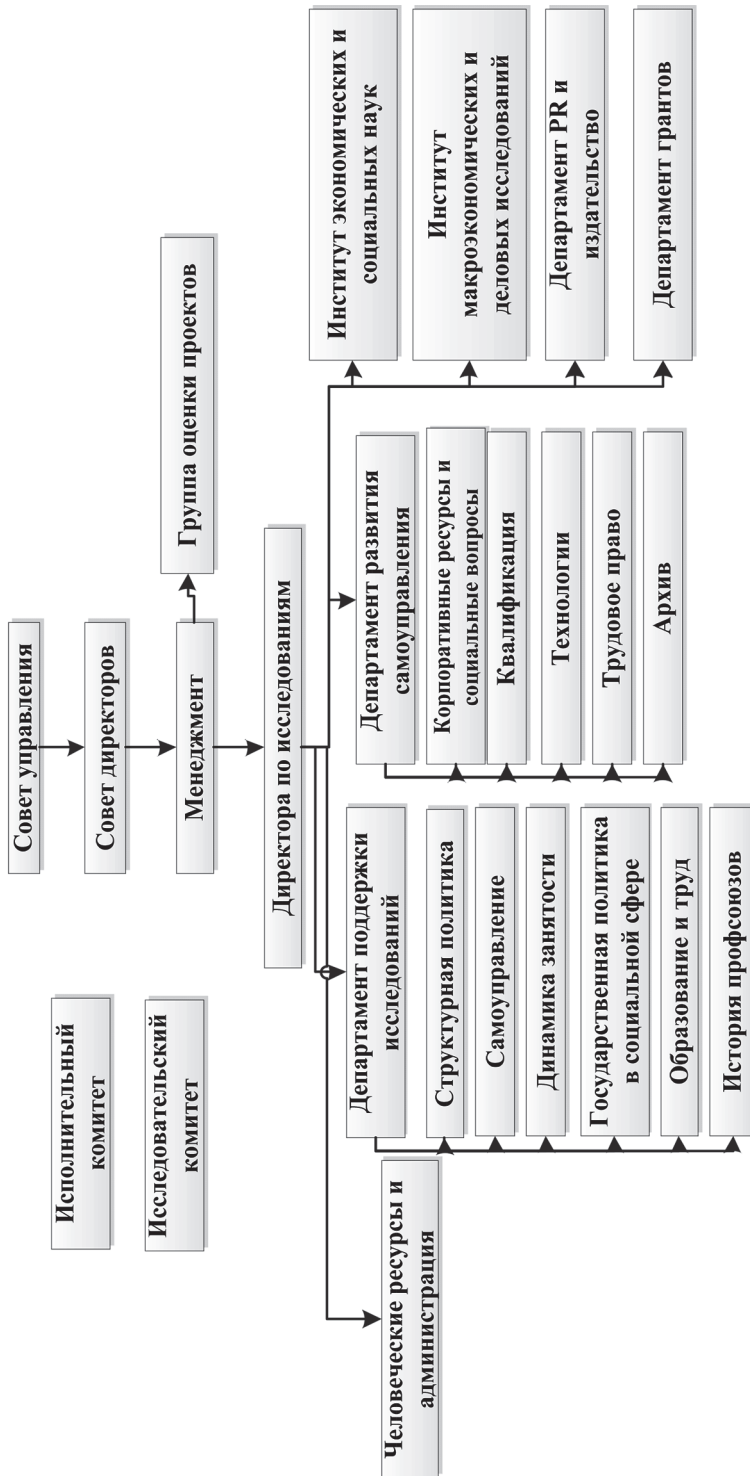 Совет управления
Совет директоров
Менеджмент
Группа оценки проектов
Исполнительный
комитет
Исследовательский
комитет
Директора по исследованиям
Человеческие ресурсы и
администрация
Департамент поддержки
исследований
Структурная политика
Самоуправление
Динамика занятости
Государственная политика
в социальной сфере
Образование и труд
История профсоюзов
Департамент развития
самоуправления
Корпоративные ресурсы и
социальные вопросы
Квалификация
Технологии
Трудовое право
Архив
Институт экономических и
социальных наук
Институт
макроэкономических и
деловых исследований
Департамент PR и
издательство
Департамент грантов